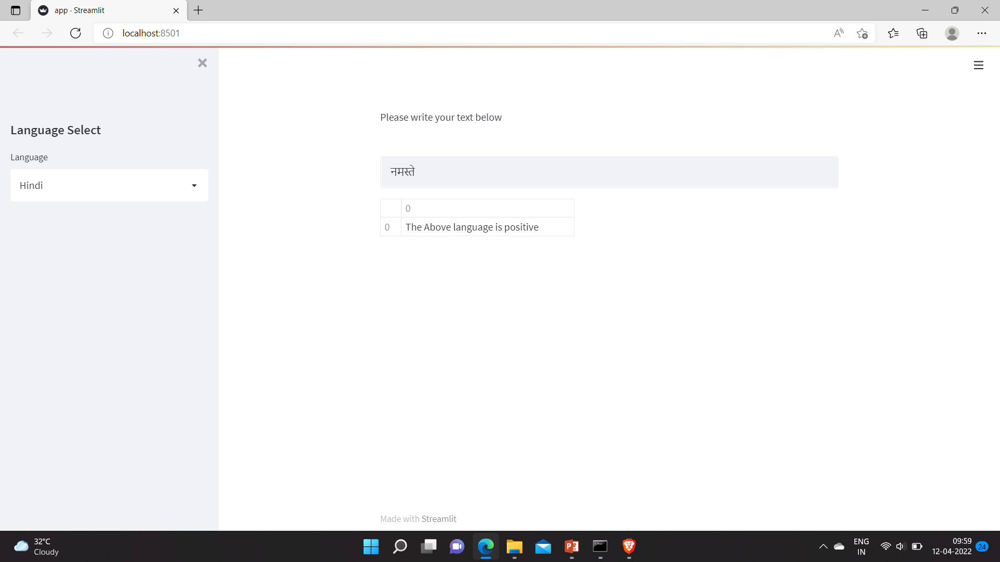 app · Streamlit
localhost:8501
Language Select
Language
Hindi
Please write your text below
नमस्ते
0
0 The Above language is positive
Made with Streamlit
32°C
Cloudy
ENG
IN
09:59
12-04-2022
24